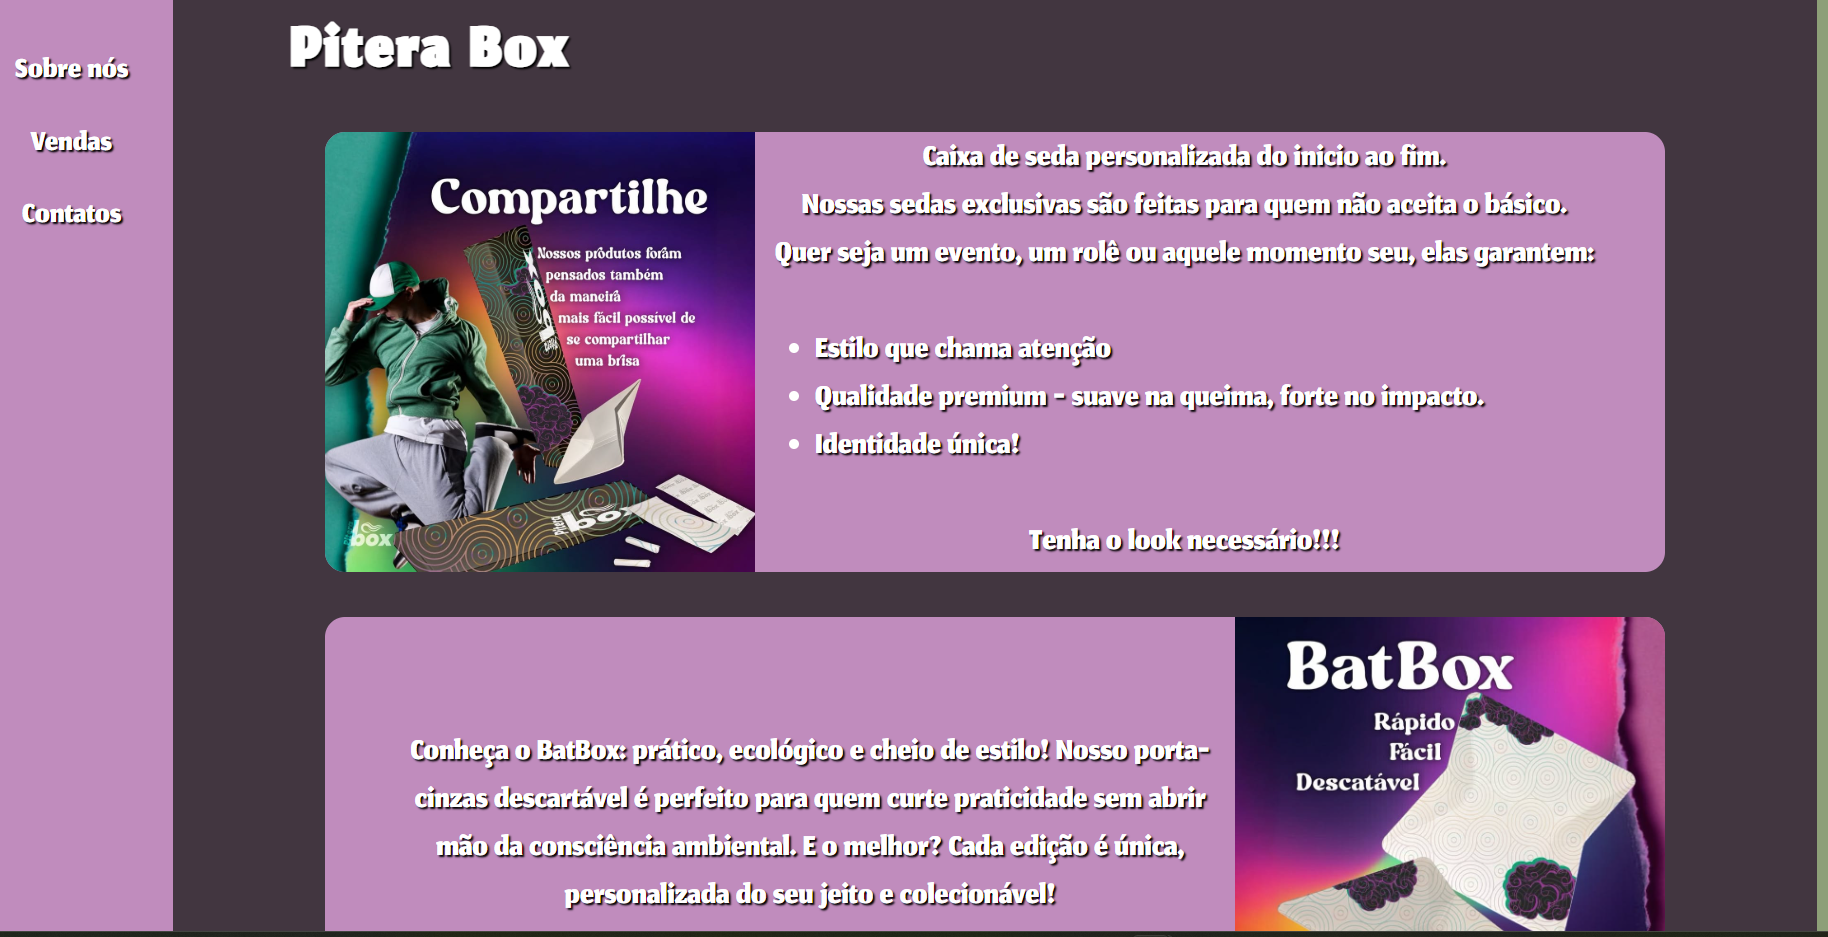 Pitera Box
Sobre nós
Vendas
Contatos
Compartilhe
Nossos produtos foram
pensados também
da maneira
mais fácil possível de
se compartilhar
uma brisa
Pitera
box
box
Caixa de seda personalizada do inicio ao fim.
Nossas sedas exclusivas são feitas para quem não aceita o básico.
Quer seja um evento, um rolê ou aquele momento seu, elas garantem:
• Estilo que chama atenção
• Qualidade premium - suave na queima, forte no impacto.
• Identidade única!
Tenha o look necessário!!!
Conheça o BatBox: prático, ecológico e cheio de estilo! Nosso porta-
cinzas descartável é perfeito para quem curte praticidade sem abrir
mão da consciência ambiental. E o melhor? Cada edição é única,
personalizada do seu jeito e colecionável!
BatBox
Rápido
Fácil
Descatável